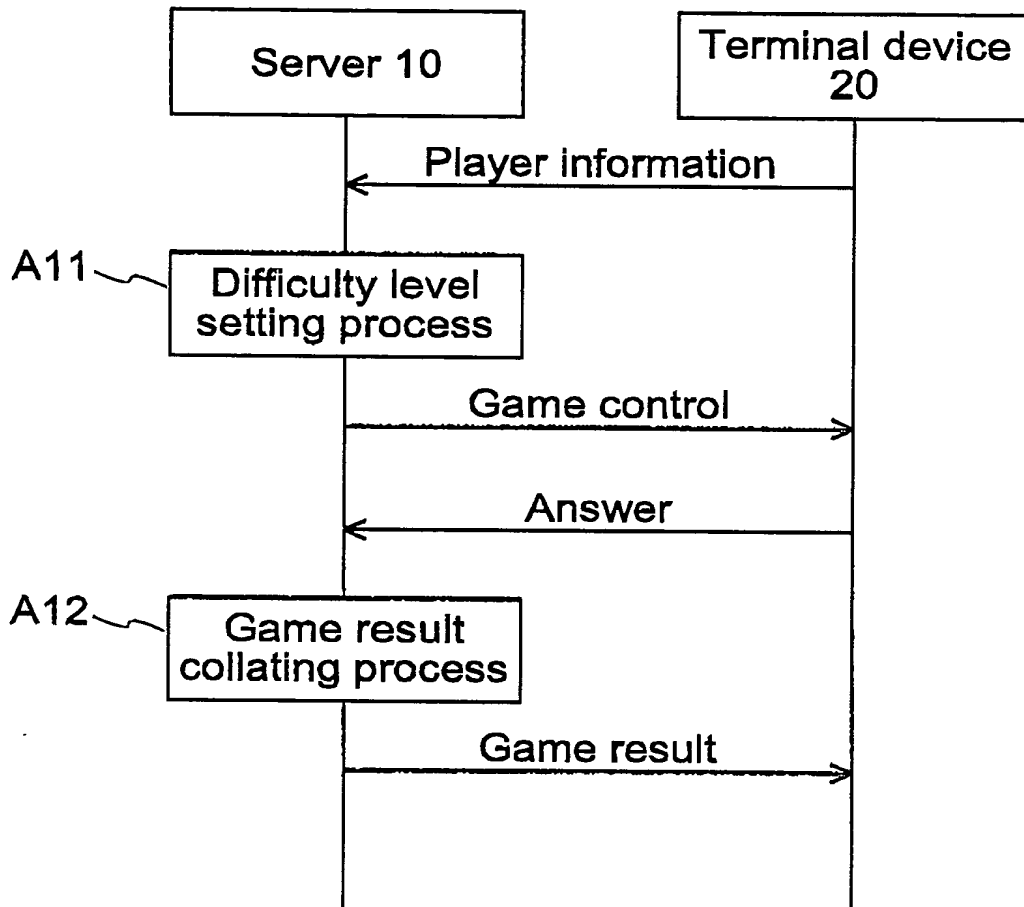 Server 10
Terminal device
20
Player information
A11
Difficulty level
setting process
Game control
Answer
A12
Game result
collating process
Game result